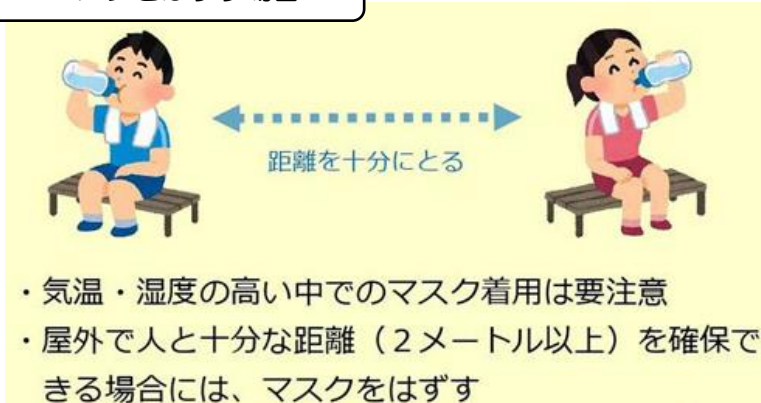 距離を十分にとる
・気温・湿度の高い中でのマスク着用は要注意
・屋外で人と十分な距離（２メートル以上）を確保で
きる場合には、マスクをはずす